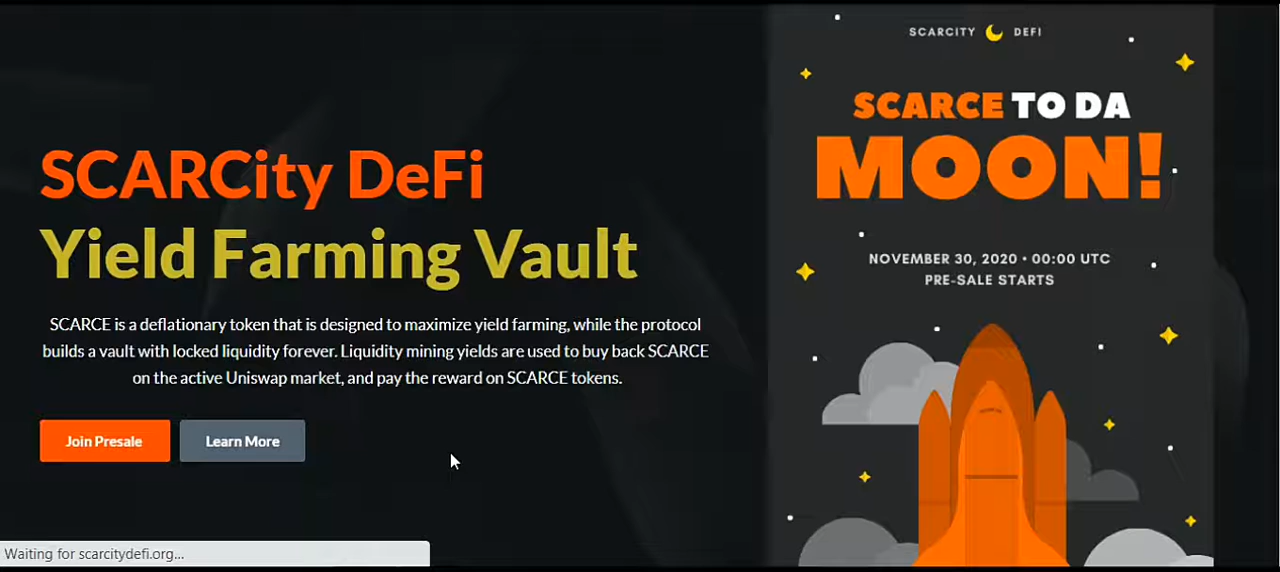 SCARCITY DEFI
SCARCE TO DA
MOON!
NOVEMBER 30, 2020 • 00:00 UTC
PRE-SALE STARTS
SCARCity DeFi
Yield Farming Vault
SCARCE is a deflationary token that is designed to maximize yield farming, while the protocol
builds a vault with locked liquidity forever. Liquidity mining yields are used to buy back SCARCE
on the active Uniswap market, and pay the reward on SCARCE tokens.
Join Presale
Learn More
Waiting for scarcitydefi.org...